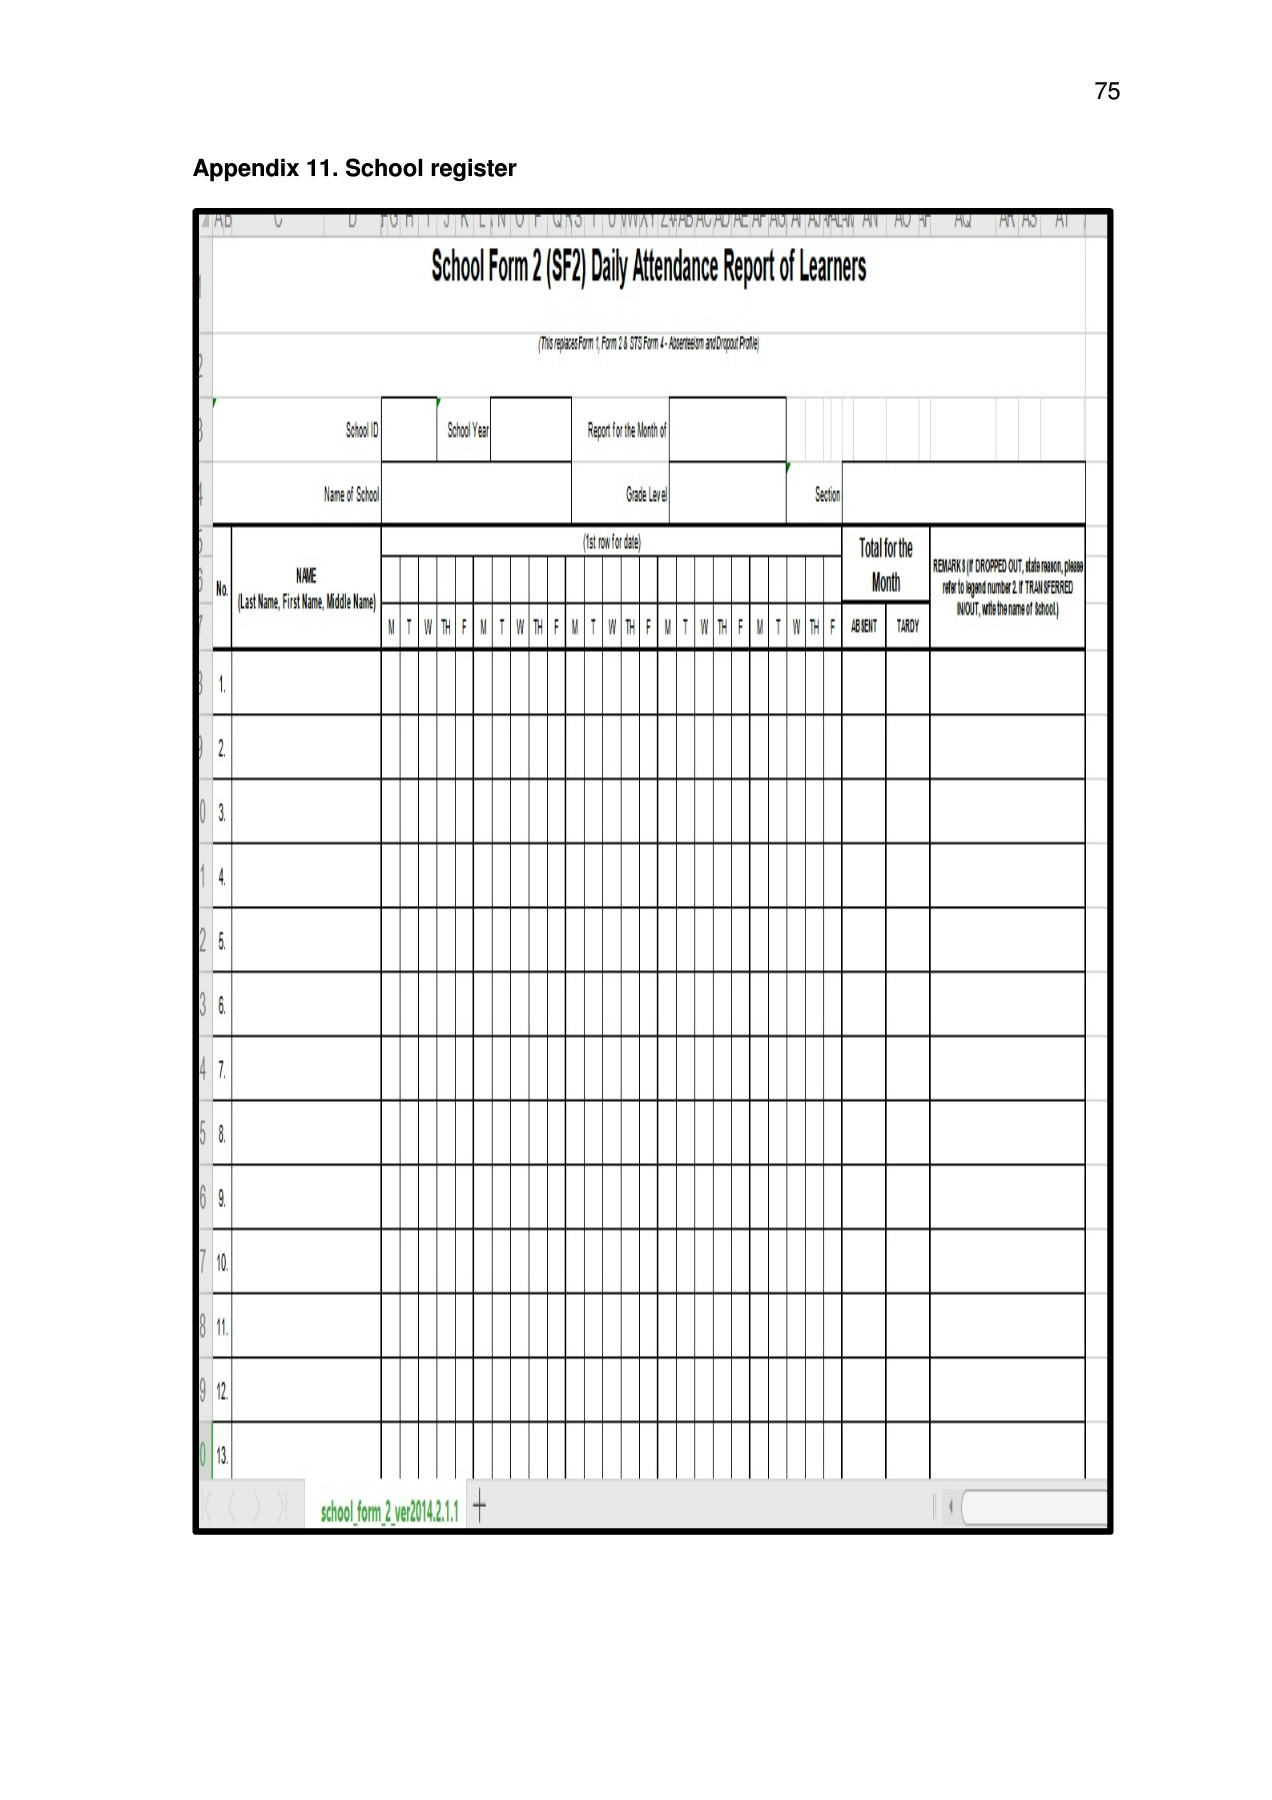 75
Appendix 11. School register
School Form 2 (SF2) Daily Attendance Report of Learners
(This replaces Form 1, Form 2 & STS Form 4 - Absenteeism and Dropout Profile)
School ID School Year Report for the Month of
Name of School Grade Level Section
(1st row for date)
No.
NAME
(Last Name, First Name, Middle Name)
Total for the
Month
REMARKS (If DROPPED OUT, state reason, please
refer to legend number 2. If TRANSFERRED
IN/OUT, write the name of School.)
M T W TH F M T W TH F M T W TH F M T W TH F M T W TH F ABSENT TARDY
1.
2.
3.
4.
5.
6.
7.
8.
9.
10.
11.
12.
13.
school_form_2_ver2014.2.1.1